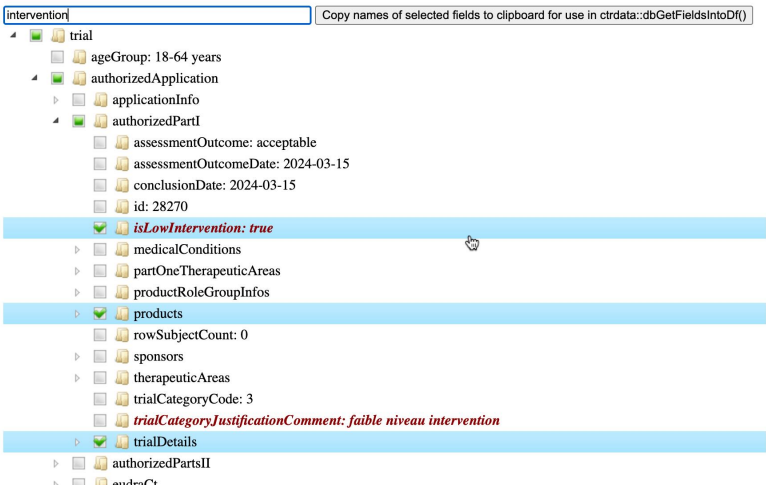 intervention
Copy names of selected fields to clipboard for use in ctrdata::dbGetFieldsIntoDf()
trial
ageGroup: 18-64 years
authorizedApplication
applicationInfo
authorizedPartI
assessmentOutcome: acceptable
assessmentOutcomeDate: 2024-03-15
conclusionDate: 2024-03-15
id: 28270
isLowIntervention: true
medicalConditions
partOneTherapeuticAreas
productRoleGroupInfos
products
rowSubjectCount: 0
sponsors
therapeuticAreas
trialCategoryCode: 3
trialCategoryJustificationComment: faible niveau intervention
trialDetails
authorizedPartsII
eudraCt